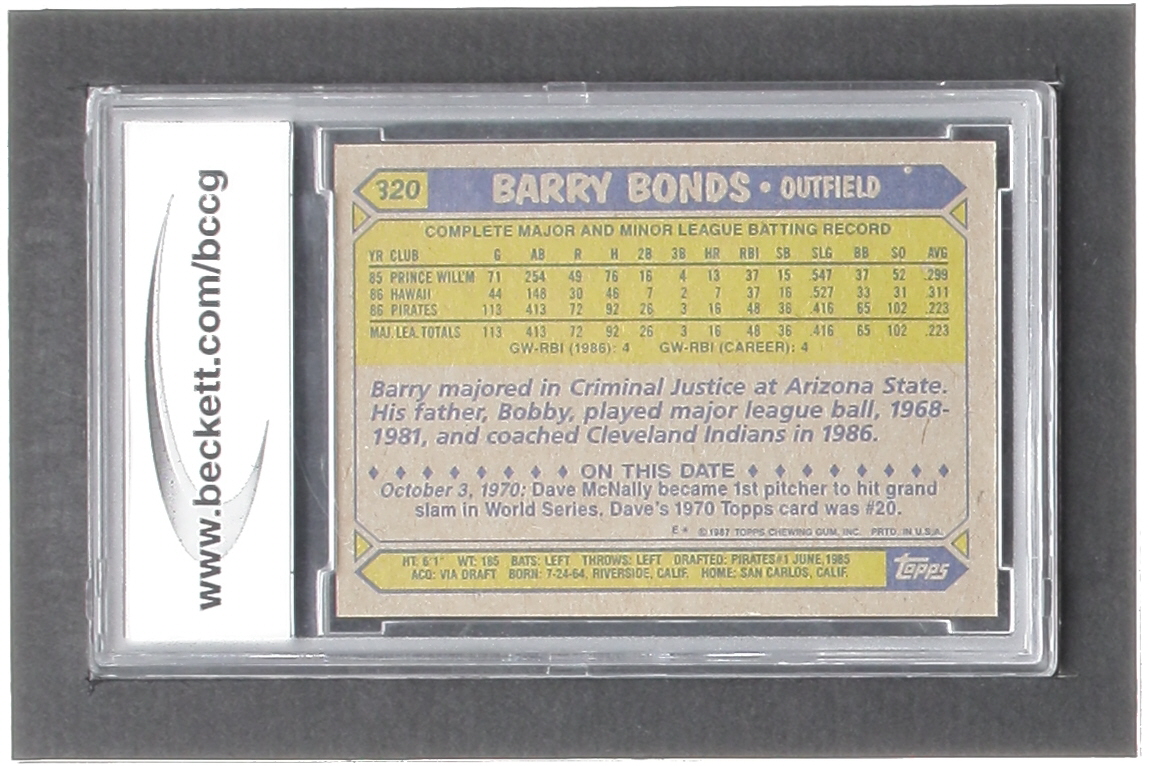 www.beckett.com/bccg
320 BARRY BONDS • OUTFIELD
COMPLETE MAJOR AND MINOR LEAGUE BATTING RECORD
YR CLUB G AB R H 2B 3B HR RBI SB SLG BB SO AVG
85 PRINCE WILL'M 71 254 49 76 16 4 13 37 15 .547 37 52 .299
86 HAWAII 44 148 30 46 7 2 7 37 16 .527 33 31 .311
86 PIRATES 113 413 72 92 26 3 16 48 36 .416 65 102 .223
MAJ. LEA. TOTALS 113 413 72 92 26 3 16 48 36 .416 65 102 .223
GW-RBI (1986): 4 GW-RBI (CAREER): 4
Barry majored in Criminal Justice at Arizona State.
His father, Bobby, played major league ball, 1968-
1981, and coached Cleveland Indians in 1986.
♦ ♦ ♦ ♦ ♦ ♦ ♦ ♦ ON THIS DATE ♦ ♦ ♦ ♦ ♦ ♦ ♦ ♦
October 3, 1970: Dave McNally became 1st pitcher to hit grand
slam in World Series. Dave's 1970 Topps card was #20.
E* ©1987 TOPPS CHEWING GUM, INC. PRTD. IN U.S.A.
HT: 6'1" WT: 185 BATS: LEFT THROWS: LEFT DRAFTED: PIRATES #1 JUNE, 1985
ACQ: VIA DRAFT BORN: 7-24-64, RIVERSIDE, CALIF. HOME: SAN CARLOS, CALIF.
Topps